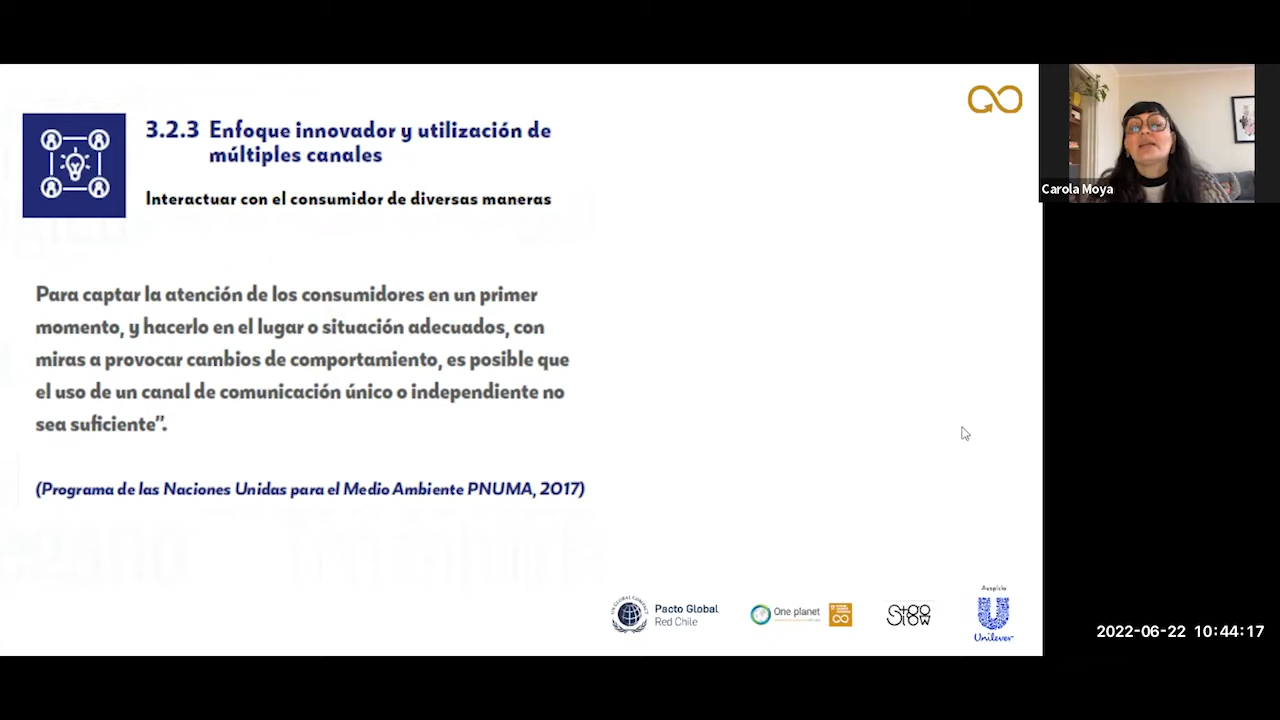 3.2.3 Enfoque innovador y utilización de
múltiples canales
Interactuar con el consumidor de diversas maneras
Para captar la atención de los consumidores en un primer
momento, y hacerlo en el lugar o situación adecuados, con
miras a provocar cambios de comportamiento, es posible que
el uso de un canal de comunicación único o independiente no
sea suficiente”.
(Programa de las Naciones Unidas para el Medio Ambiente PNUMA, 2017)
Carola Moya
Pacto Global
Red Chile
One planet
Stgo
Slow
Auspicia
Unilever
2022-06-22 10:44:17